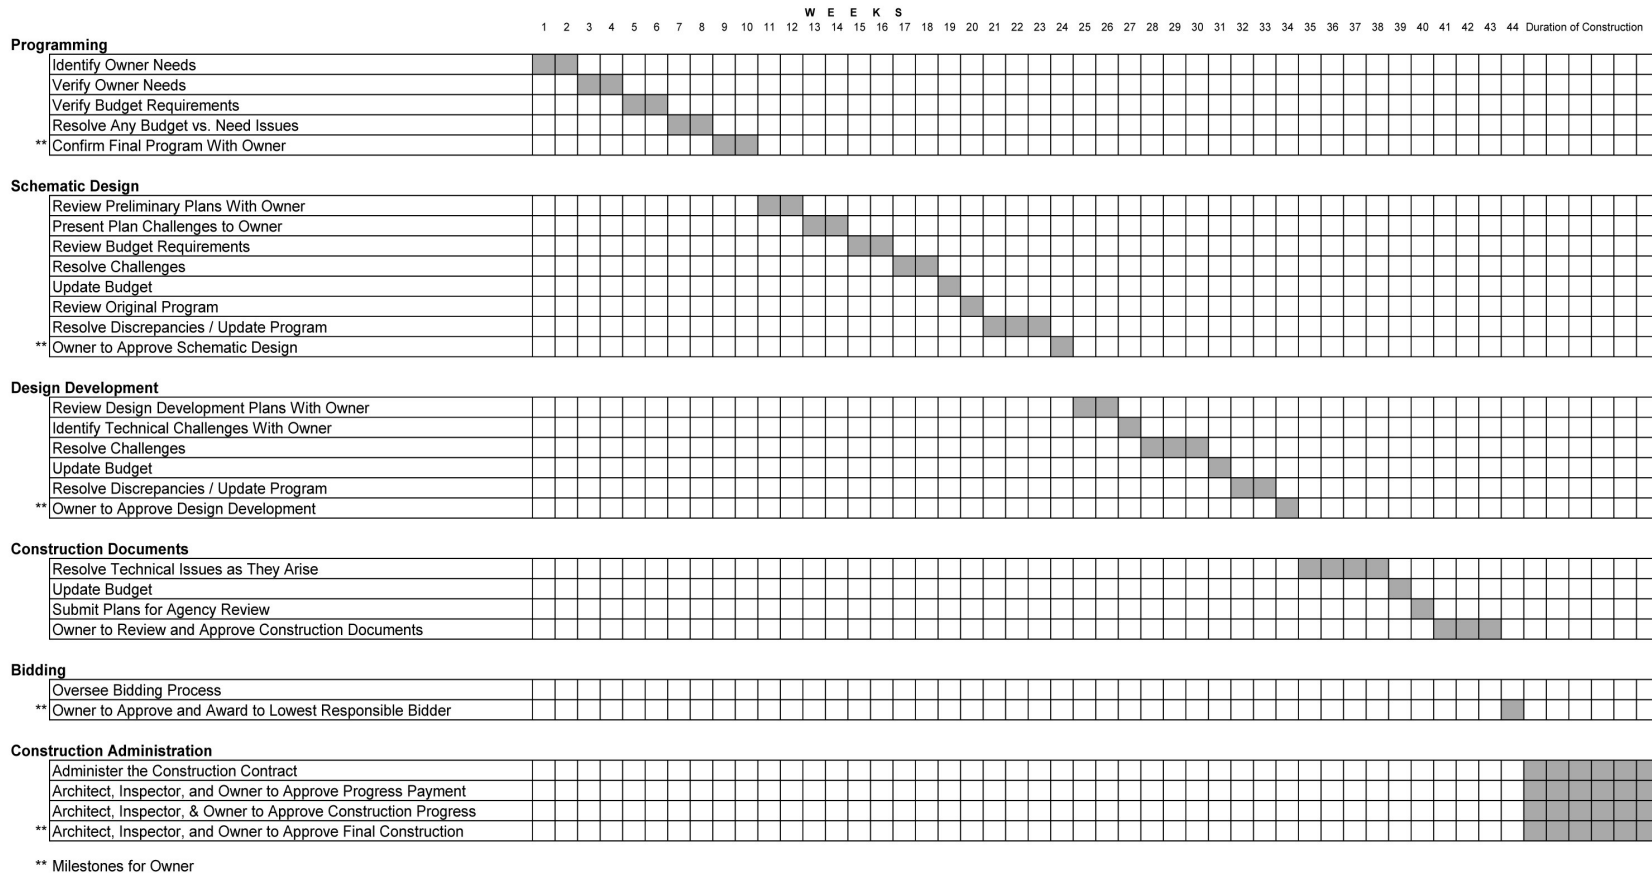 W E E K S
1 2 3 4 5 6 7 8 9 10 11 12 13 14 15 16 17 18 19 20 21 22 23 24 25 26 27 28 29 30 31 32 33 34 35 36 37 38 39 40 41 42 43 44 Duration of Construction
Programming
Identify Owner Needs
Verify Owner Needs
Verify Budget Requirements
Resolve Any Budget vs. Need Issues
** Confirm Final Program With Owner
Schematic Design
Review Preliminary Plans With Owner
Present Plan Challenges to Owner
Review Budget Requirements
Resolve Challenges
Update Budget
Review Original Program
Resolve Discrepancies / Update Program
** Owner to Approve Schematic Design
Design Development
Review Design Development Plans With Owner
Identify Technical Challenges With Owner
Resolve Challenges
Update Budget
Resolve Discrepancies / Update Program
** Owner to Approve Design Development
Construction Documents
Resolve Technical Issues as They Arise
Update Budget
Submit Plans for Agency Review
Owner to Review and Approve Construction Documents
Bidding
Oversee Bidding Process
** Owner to Approve and Award to Lowest Responsible Bidder
Construction Administration
Administer the Construction Contract
Architect, Inspector, and Owner to Approve Progress Payment
Architect, Inspector, & Owner to Approve Construction Progress
** Architect, Inspector, and Owner to Approve Final Construction
** Milestones for Owner